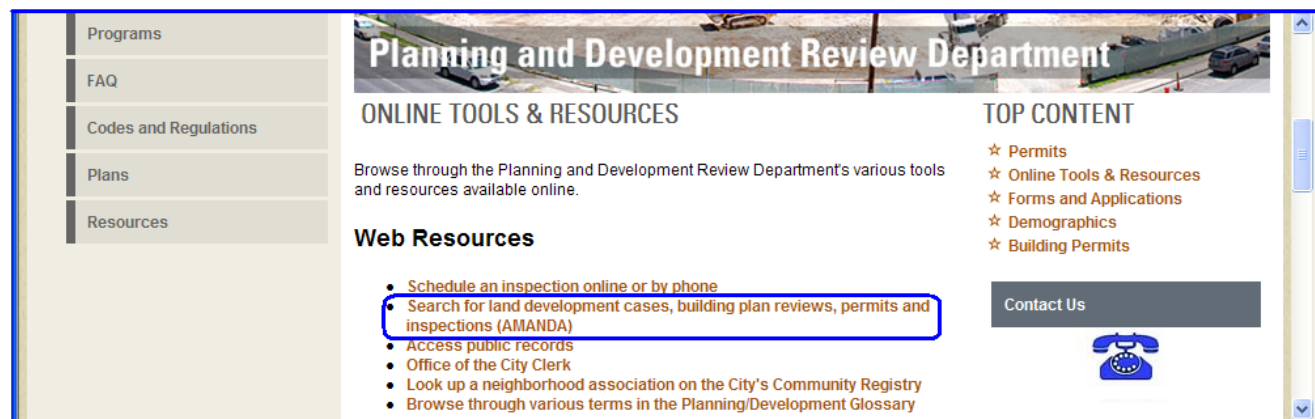 Programs
FAQ
Codes and Regulations
Plans
Resources
Planning and Development Review Department
ONLINE TOOLS & RESOURCES
Browse through the Planning and Development Review Department's various tools
and resources available online.
Web Resources
Schedule an inspection online or by phone
Search for land development cases, building plan reviews, permits and
inspections (AMANDA)
Access public records
Office of the City Clerk
Look up a neighborhood association on the City's Community Registry
Browse through various terms in the Planning/Development Glossary
TOP CONTENT
Permits
Online Tools & Resources
Forms and Applications
Demographics
Building Permits
Contact Us